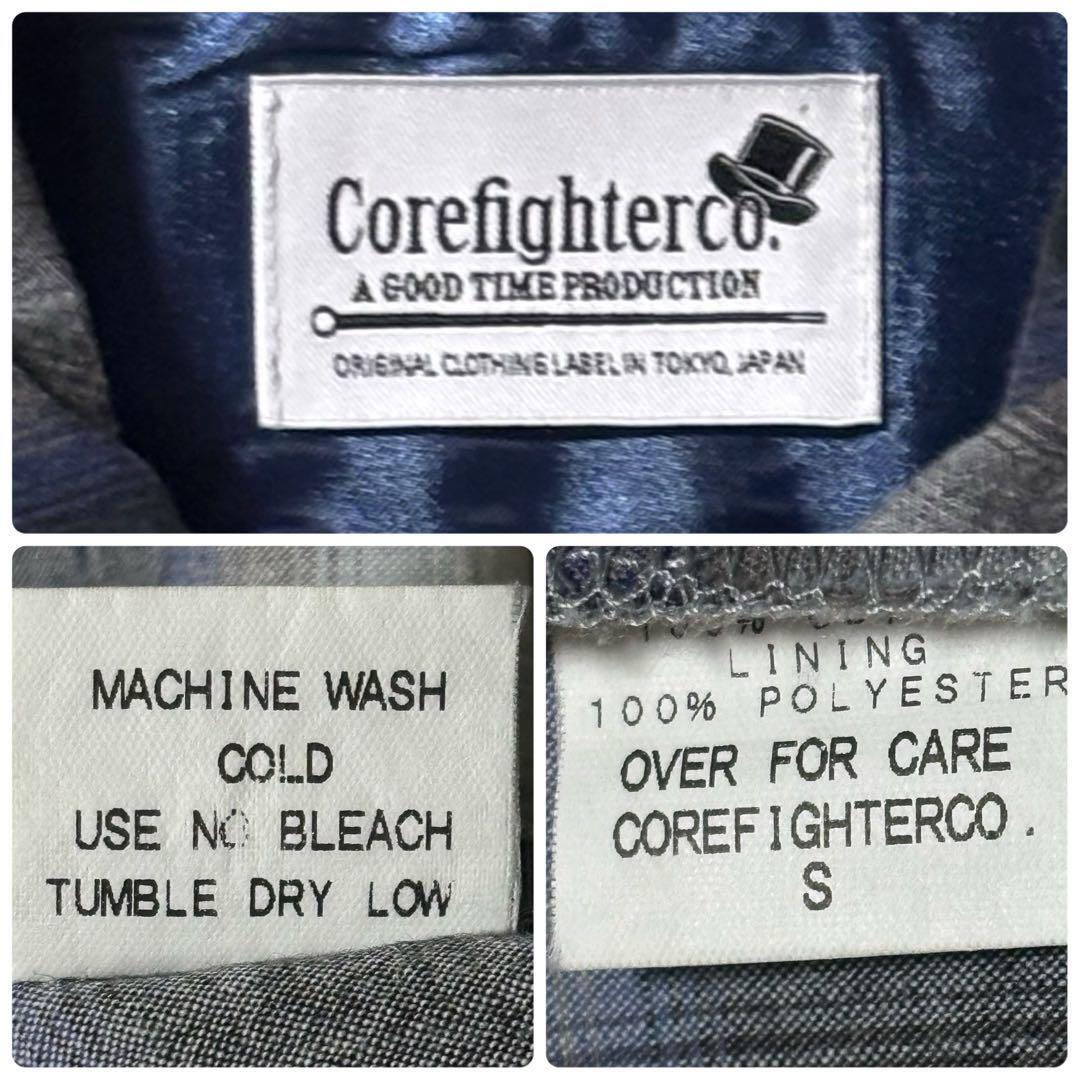 Corefighterco.
A GOOD TIME PRODUCTION
ORIGINAL CLOTHING LABEL IN TOKYO, JAPAN
MACHINE WASH
COLD
USE NO BLEACH
TUMBLE DRY LOW
100%
LINING
100% POLYESTER
OVER FOR CARE
COREFIGHTERCO.
S